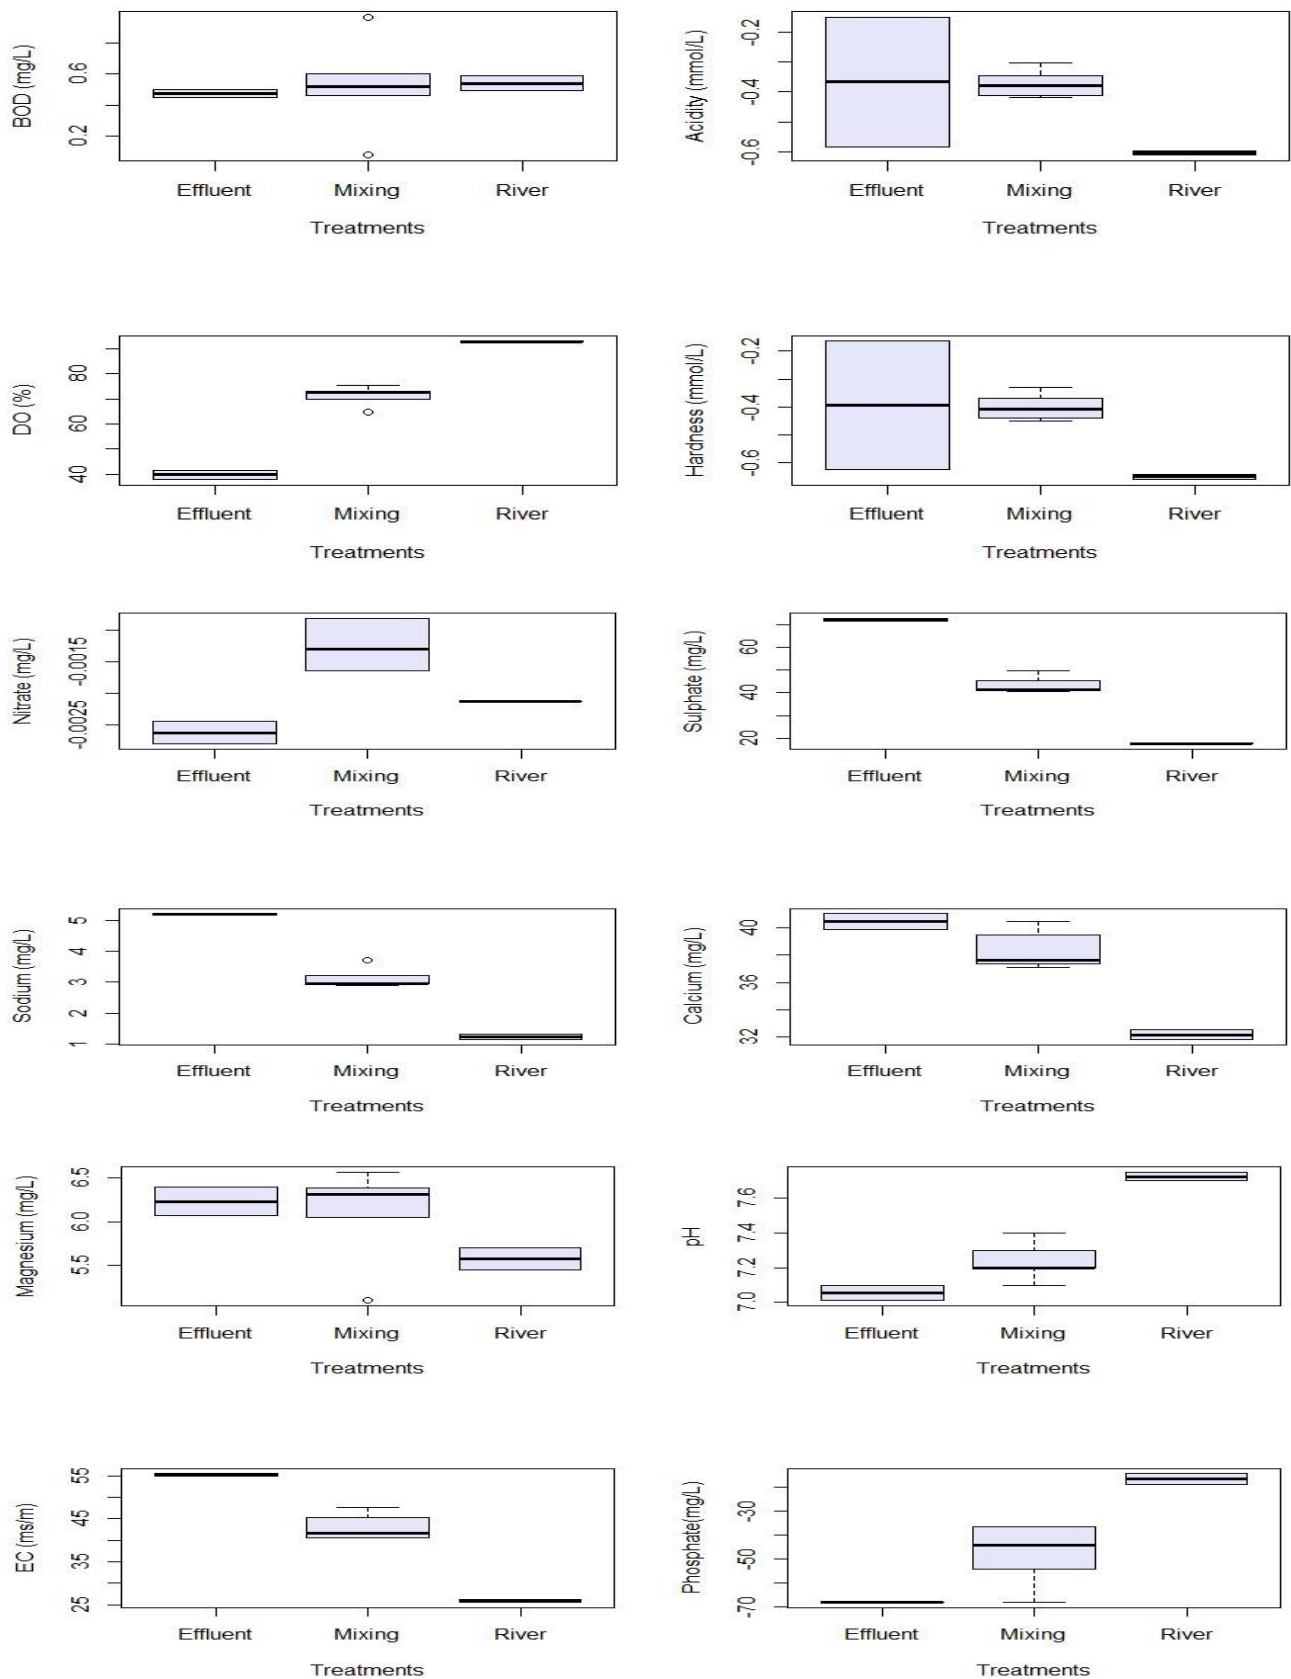 BOD (mg/L)
0.6
0.2
Effluent Mixing River
Treatments
Acidity (mmol/L)
-0.2
-0.4
-0.6
Effluent Mixing River
Treatments
DO (%)
80
60
40
Effluent Mixing River
Treatments
Hardness (mmol/L)
-0.2
-0.4
-0.6
Effluent Mixing River
Treatments
Nitrate (mg/L)
-0.0015
-0.0025
Effluent Mixing River
Treatments
Sulphate (mg/L)
60
40
20
Effluent Mixing River
Treatments
Sodium (mg/L)
5
4
3
2
1
Effluent Mixing River
Treatments
Calcium (mg/L)
40
36
32
Effluent Mixing River
Treatments
Magnesium (mg/L)
6.5
6.0
5.5
Effluent Mixing River
Treatments
pH
7.6
7.4
7.2
7.0
Effluent Mixing River
Treatments
EC (ms/m)
55
45
35
25
Effluent Mixing River
Treatments
Phosphate(mg/L)
-30
-50
-70
Effluent Mixing River
Treatments